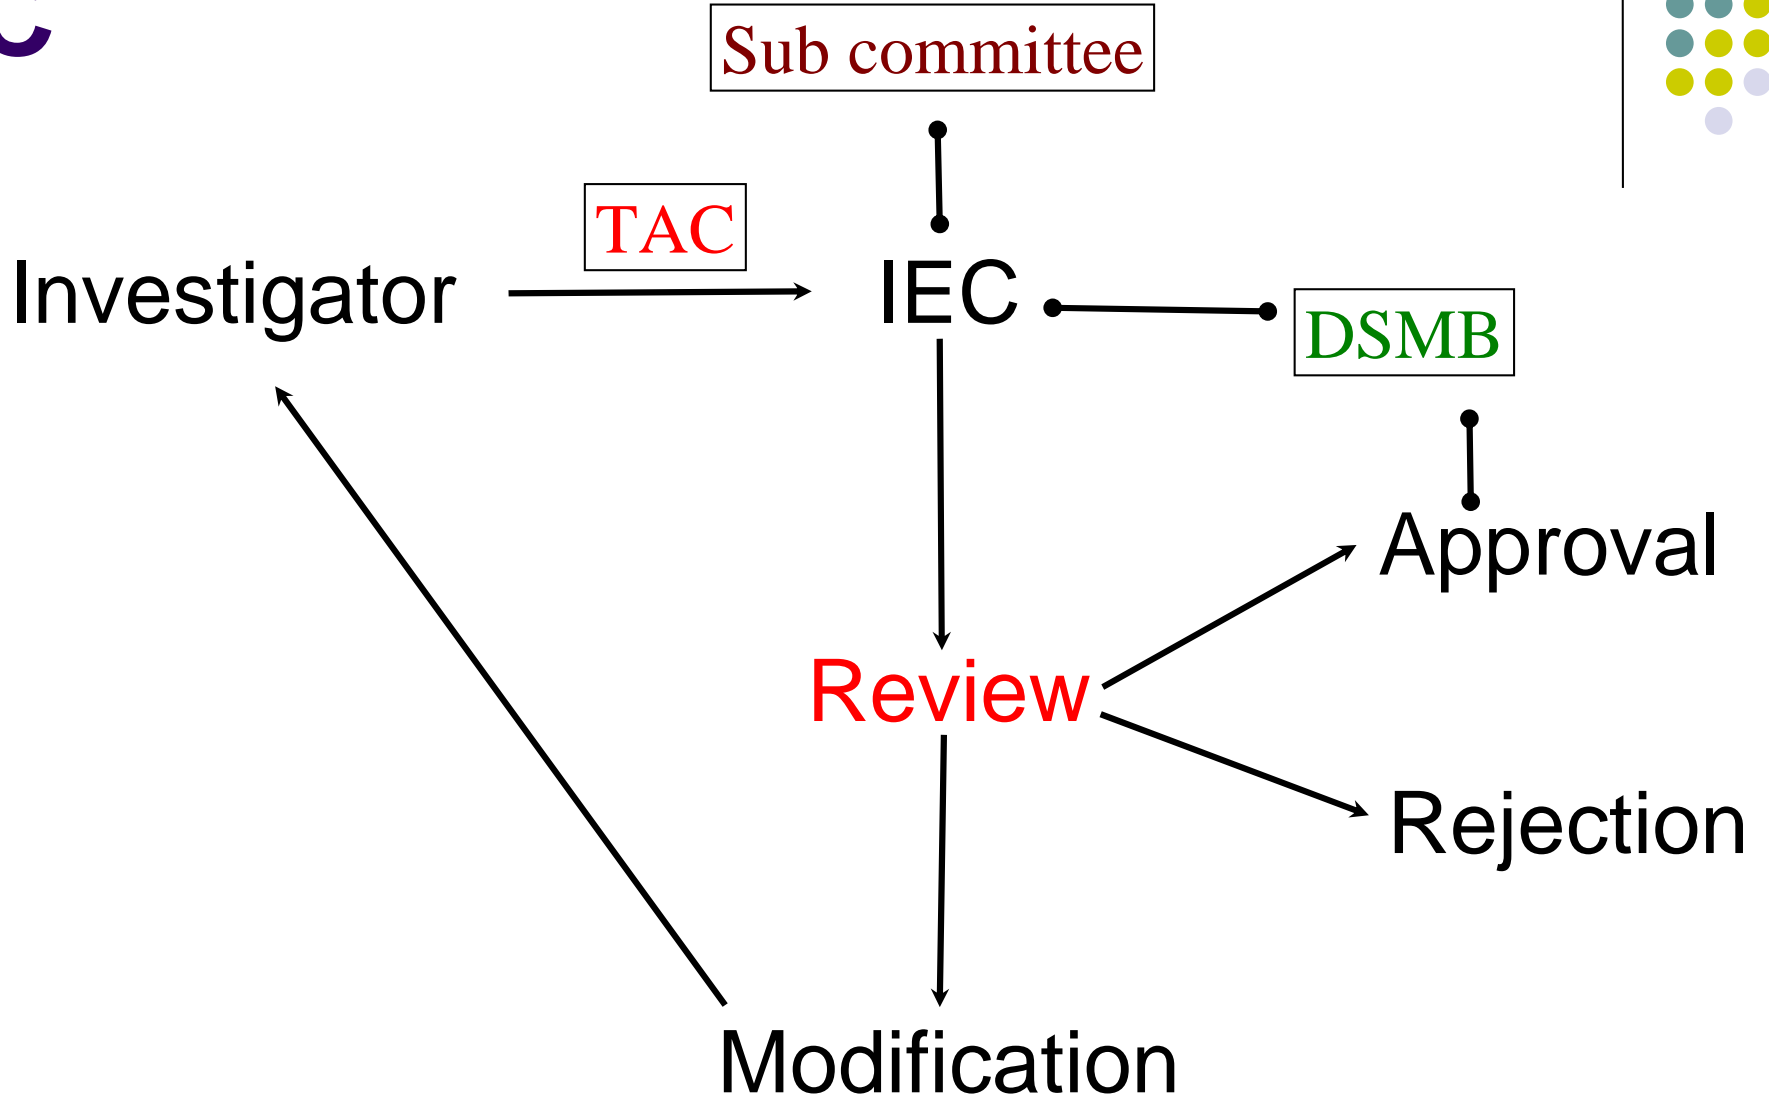 Sub committee
TAC
Investigator
IEC
DSMB
Approval
Review
Rejection
Modification